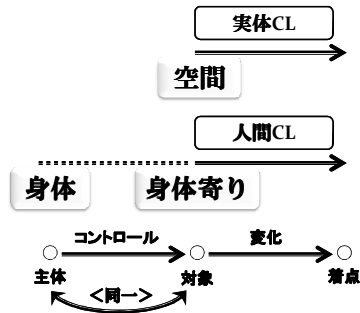 実体CL
空間
人間CL
身体 身体寄り
コントロール 変化
主体 対象 着点
<同一>